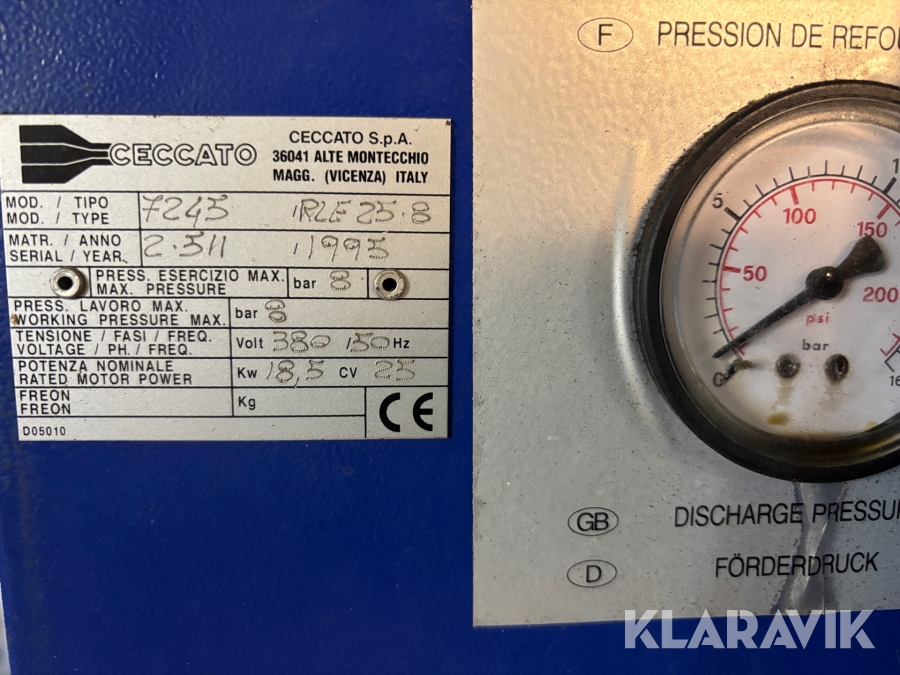 CECCATO
CECCATO S.p.A.
36041 ALTE MONTECCHIO
MAGG. (VICENZA) ITALY
MOD. / TIPO
MOD. / TYPE
7245 RLE 25.8
MATR. / ANNO
SERIAL / YEAR.
2.511 / 1995
PRESS. ESERCIZIO MAX.
MAX. PRESSURE
bar 8
PRESS. LAVORO MAX.
WORKING PRESSURE MAX.
bar 8
TENSIONE / FASI / FREQ.
VOLTAGE / PH. / FREQ.
Volt 380 / 50 Hz
POTENZA NOMINALE
RATED MOTOR POWER
Kw 18,5 CV 25
FREON
FREON
Kg
CE
D05010
F PRESSION DE REFOU
5
50
100
150
200
psi
bar
0
16
GB DISCHARGE PRESSUR
D FÖRDERDRUCK
KLARAVIK